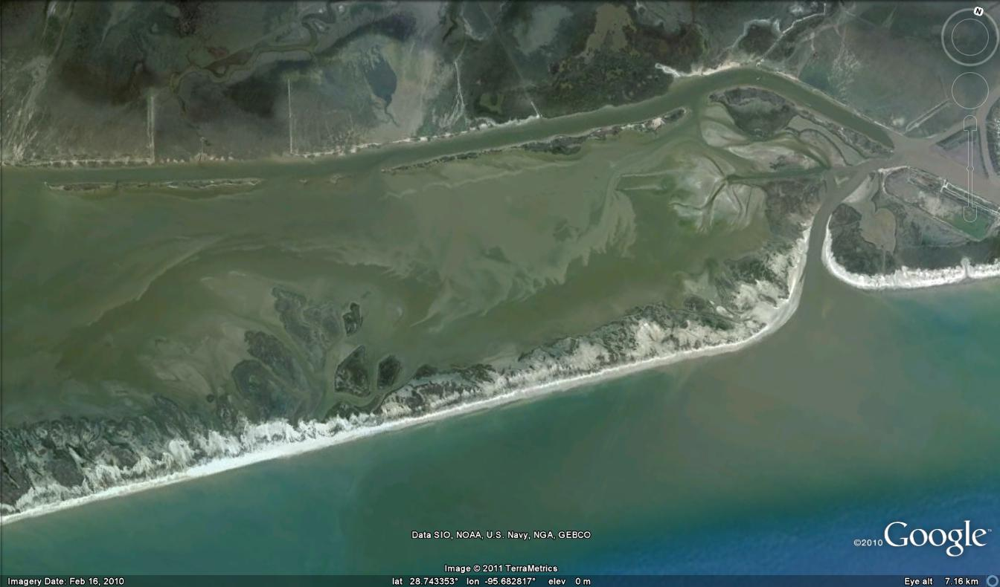 N
Data SIO, NOAA, U.S. Navy, NGA, GEBCO
©2010 Google™
Image © 2011 TerraMetrics
Imagery Date: Feb 16, 2010 lat 28.743353° lon -95.682817° elev 0 m Eye alt 7.16 km